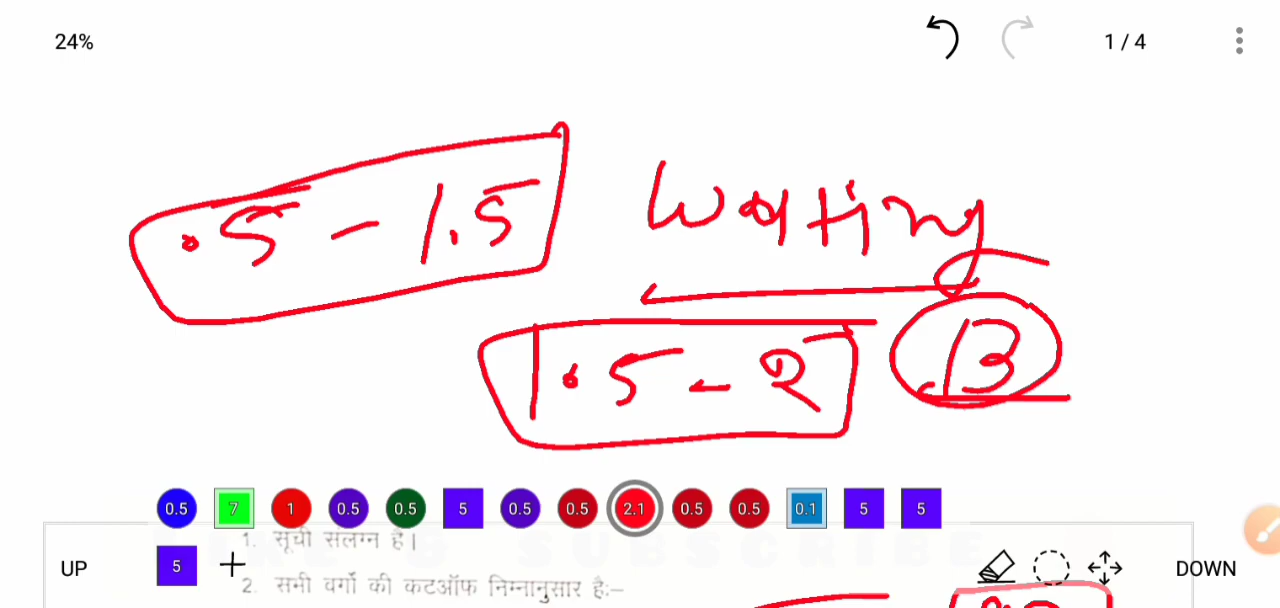 24%
1 / 4
.5 - 1.5
Waiting
1.5 - 2
B
0.5 7 1 0.5 0.5 5 0.5 0.5 2.1 0.5 0.5 0.1 5 5
1. सूची संलग्न है।
SUBSCRIBE
UP 5 + DOWN
2. सभी वर्गों की कटऑफ निम्नानुसार है:–